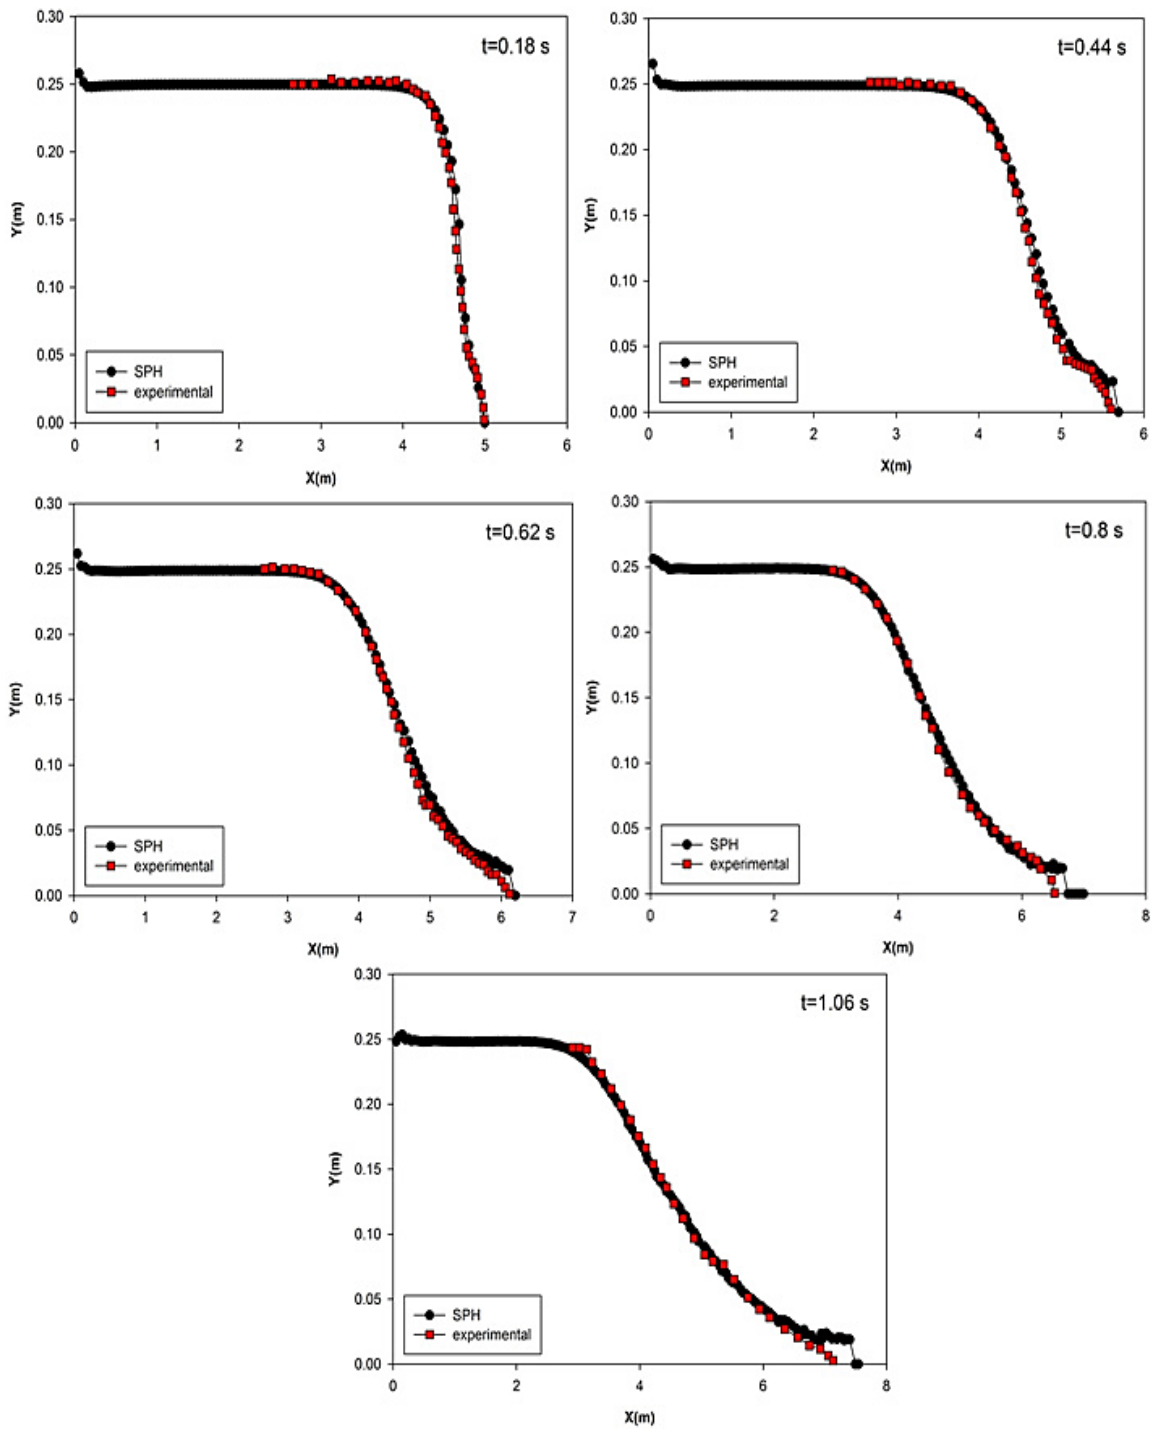 t=0.18 s
0.30
0.25
0.20
0.15
0.10
0.05
0.00
Y(m)
SPH
experimental
0 1 2 3 4 5 6
X(m)
t=0.44 s
0.30
0.25
0.20
0.15
0.10
0.05
0.00
Y(m)
SPH
experimental
0 1 2 3 4 5 6
X(m)
t=0.62 s
0.30
0.25
0.20
0.15
0.10
0.05
0.00
Y(m)
SPH
experimental
0 1 2 3 4 5 6 7
X(m)
t=0.8 s
0.30
0.25
0.20
0.15
0.10
0.05
0.00
Y(m)
SPH
experimental
0 2 4 6 8
X(m)
t=1.06 s
0.30
0.25
0.20
0.15
0.10
0.05
0.00
Y(m)
SPH
experimental
0 2 4 6 8
X(m)